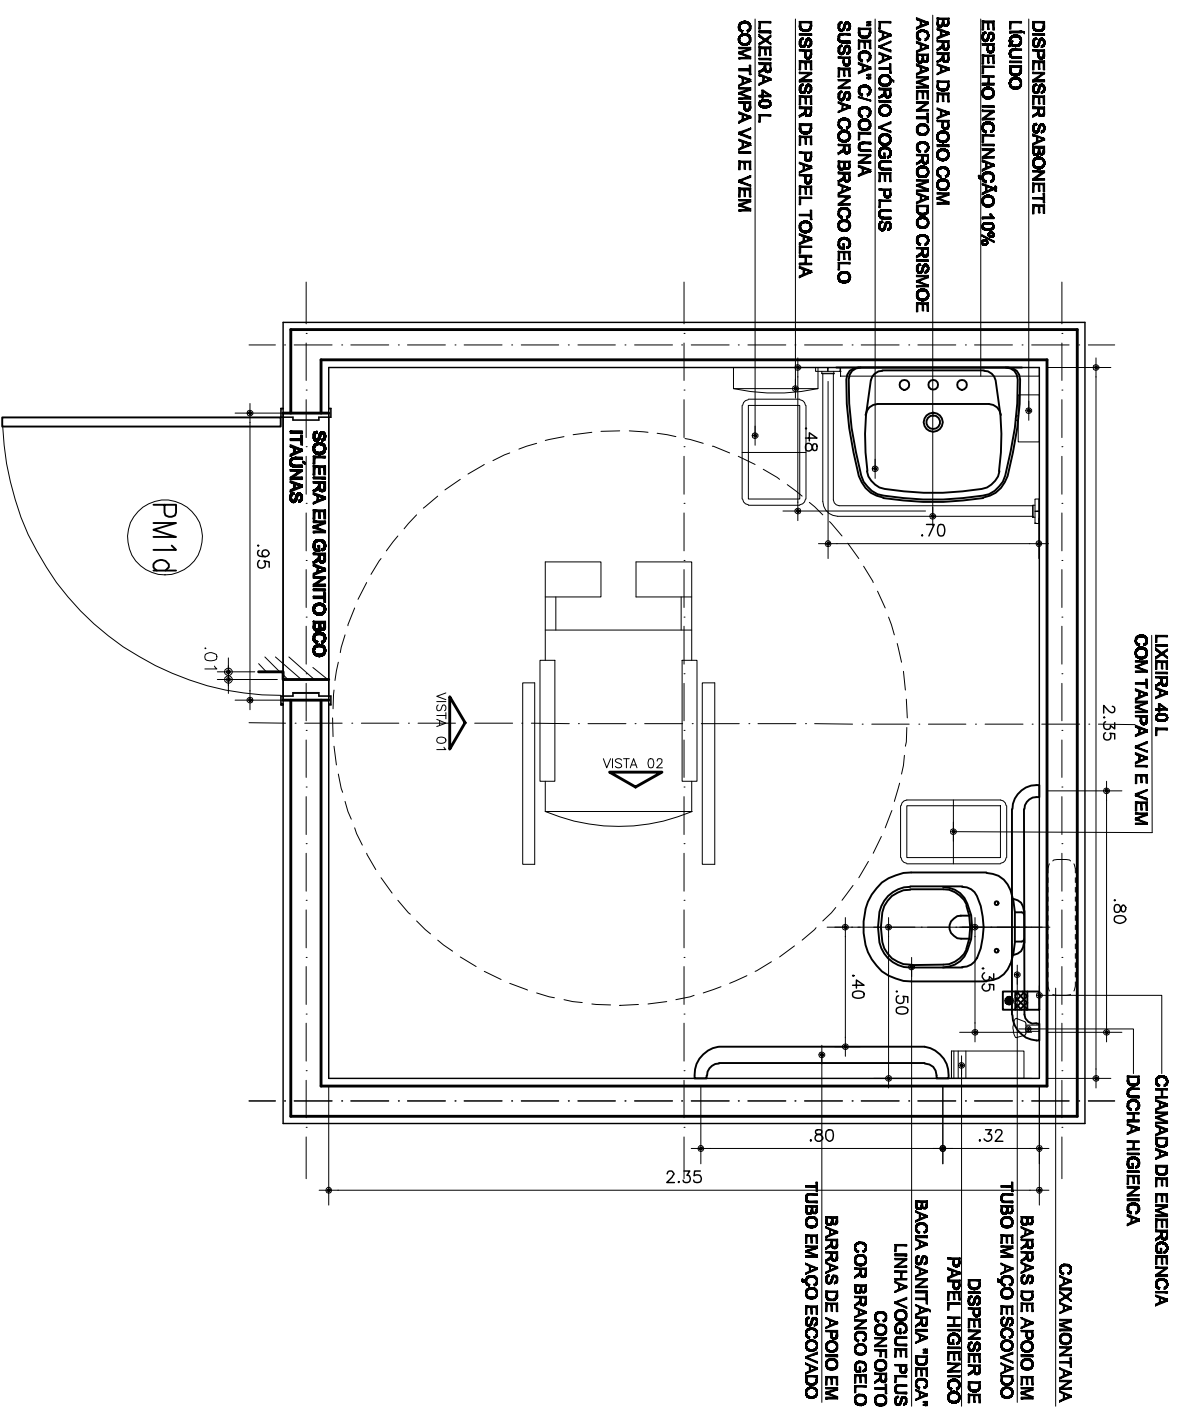 DISPENSER SABONETE
LÍQUIDO
ESPELHO INCLINAÇÃO 10%
BARRA DE APOIO COM
ACABAMENTO CROMADO CRISMOE
LAVATÓRIO VOGUE PLUS
"DECA" C/ COLUNA
SUSPENSA COR BRANCO GELO
DISPENSER DE PAPEL TOALHA
LIXEIRA 40 L
COM TAMPA VAI E VEM
LIXEIRA 40 L
COM TAMPA VAI E VEM
2.35
.80
CHAMADA DE EMERGENCIA
DUCHA HIGIENICA
CAIXA MONTANA
BARRAS DE APOIO EM
TUBO EM AÇO ESCOVADO
DISPENSER DE
PAPEL HIGIENICO
BACIA SANITÁRIA "DECA"
LINHA VOGUE PLUS
CONFORTO
COR BRANCO GELO
BARRAS DE APOIO EM
TUBO EM AÇO ESCOVADO
.48
.70
.35
.50
.40
.32
.80
2.35
VISTA 02
VISTA 01
SOLEIRA EM GRANITO BCO
ITAÚNAS
.95
.01
PM1d